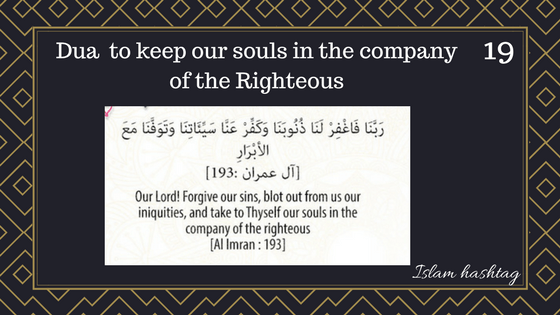 Dua to keep our souls in the company 19
of the Righteous
رَبَّنَا فَاغْفِرْ لَنَا ذُنُوبَنَا وَكَفِّرْ عَنَّا سَيِّئَاتِنَا وَتَوَفَّنَا مَعَ
الأَبْرَارِ
[آل عمران :193]
Our Lord! Forgive our sins, blot out from us our
iniquities, and take to Thyself our souls in the
company of the righteous
[Al Imran : 193]
Islam hashtag